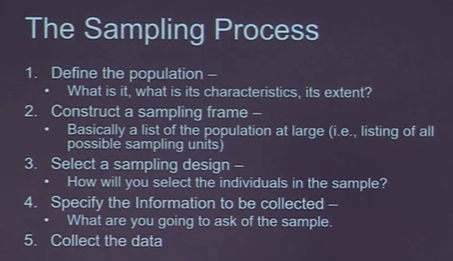 The Sampling Process
1. Define the population –
• What is it, what is its characteristics, its extent?
2. Construct a sampling frame –
• Basically a list of the population at large (i.e., listing of all
possible sampling units)
3. Select a sampling design –
• How will you select the individuals in the sample?
4. Specify the Information to be collected –
• What are you going to ask of the sample.
5. Collect the data